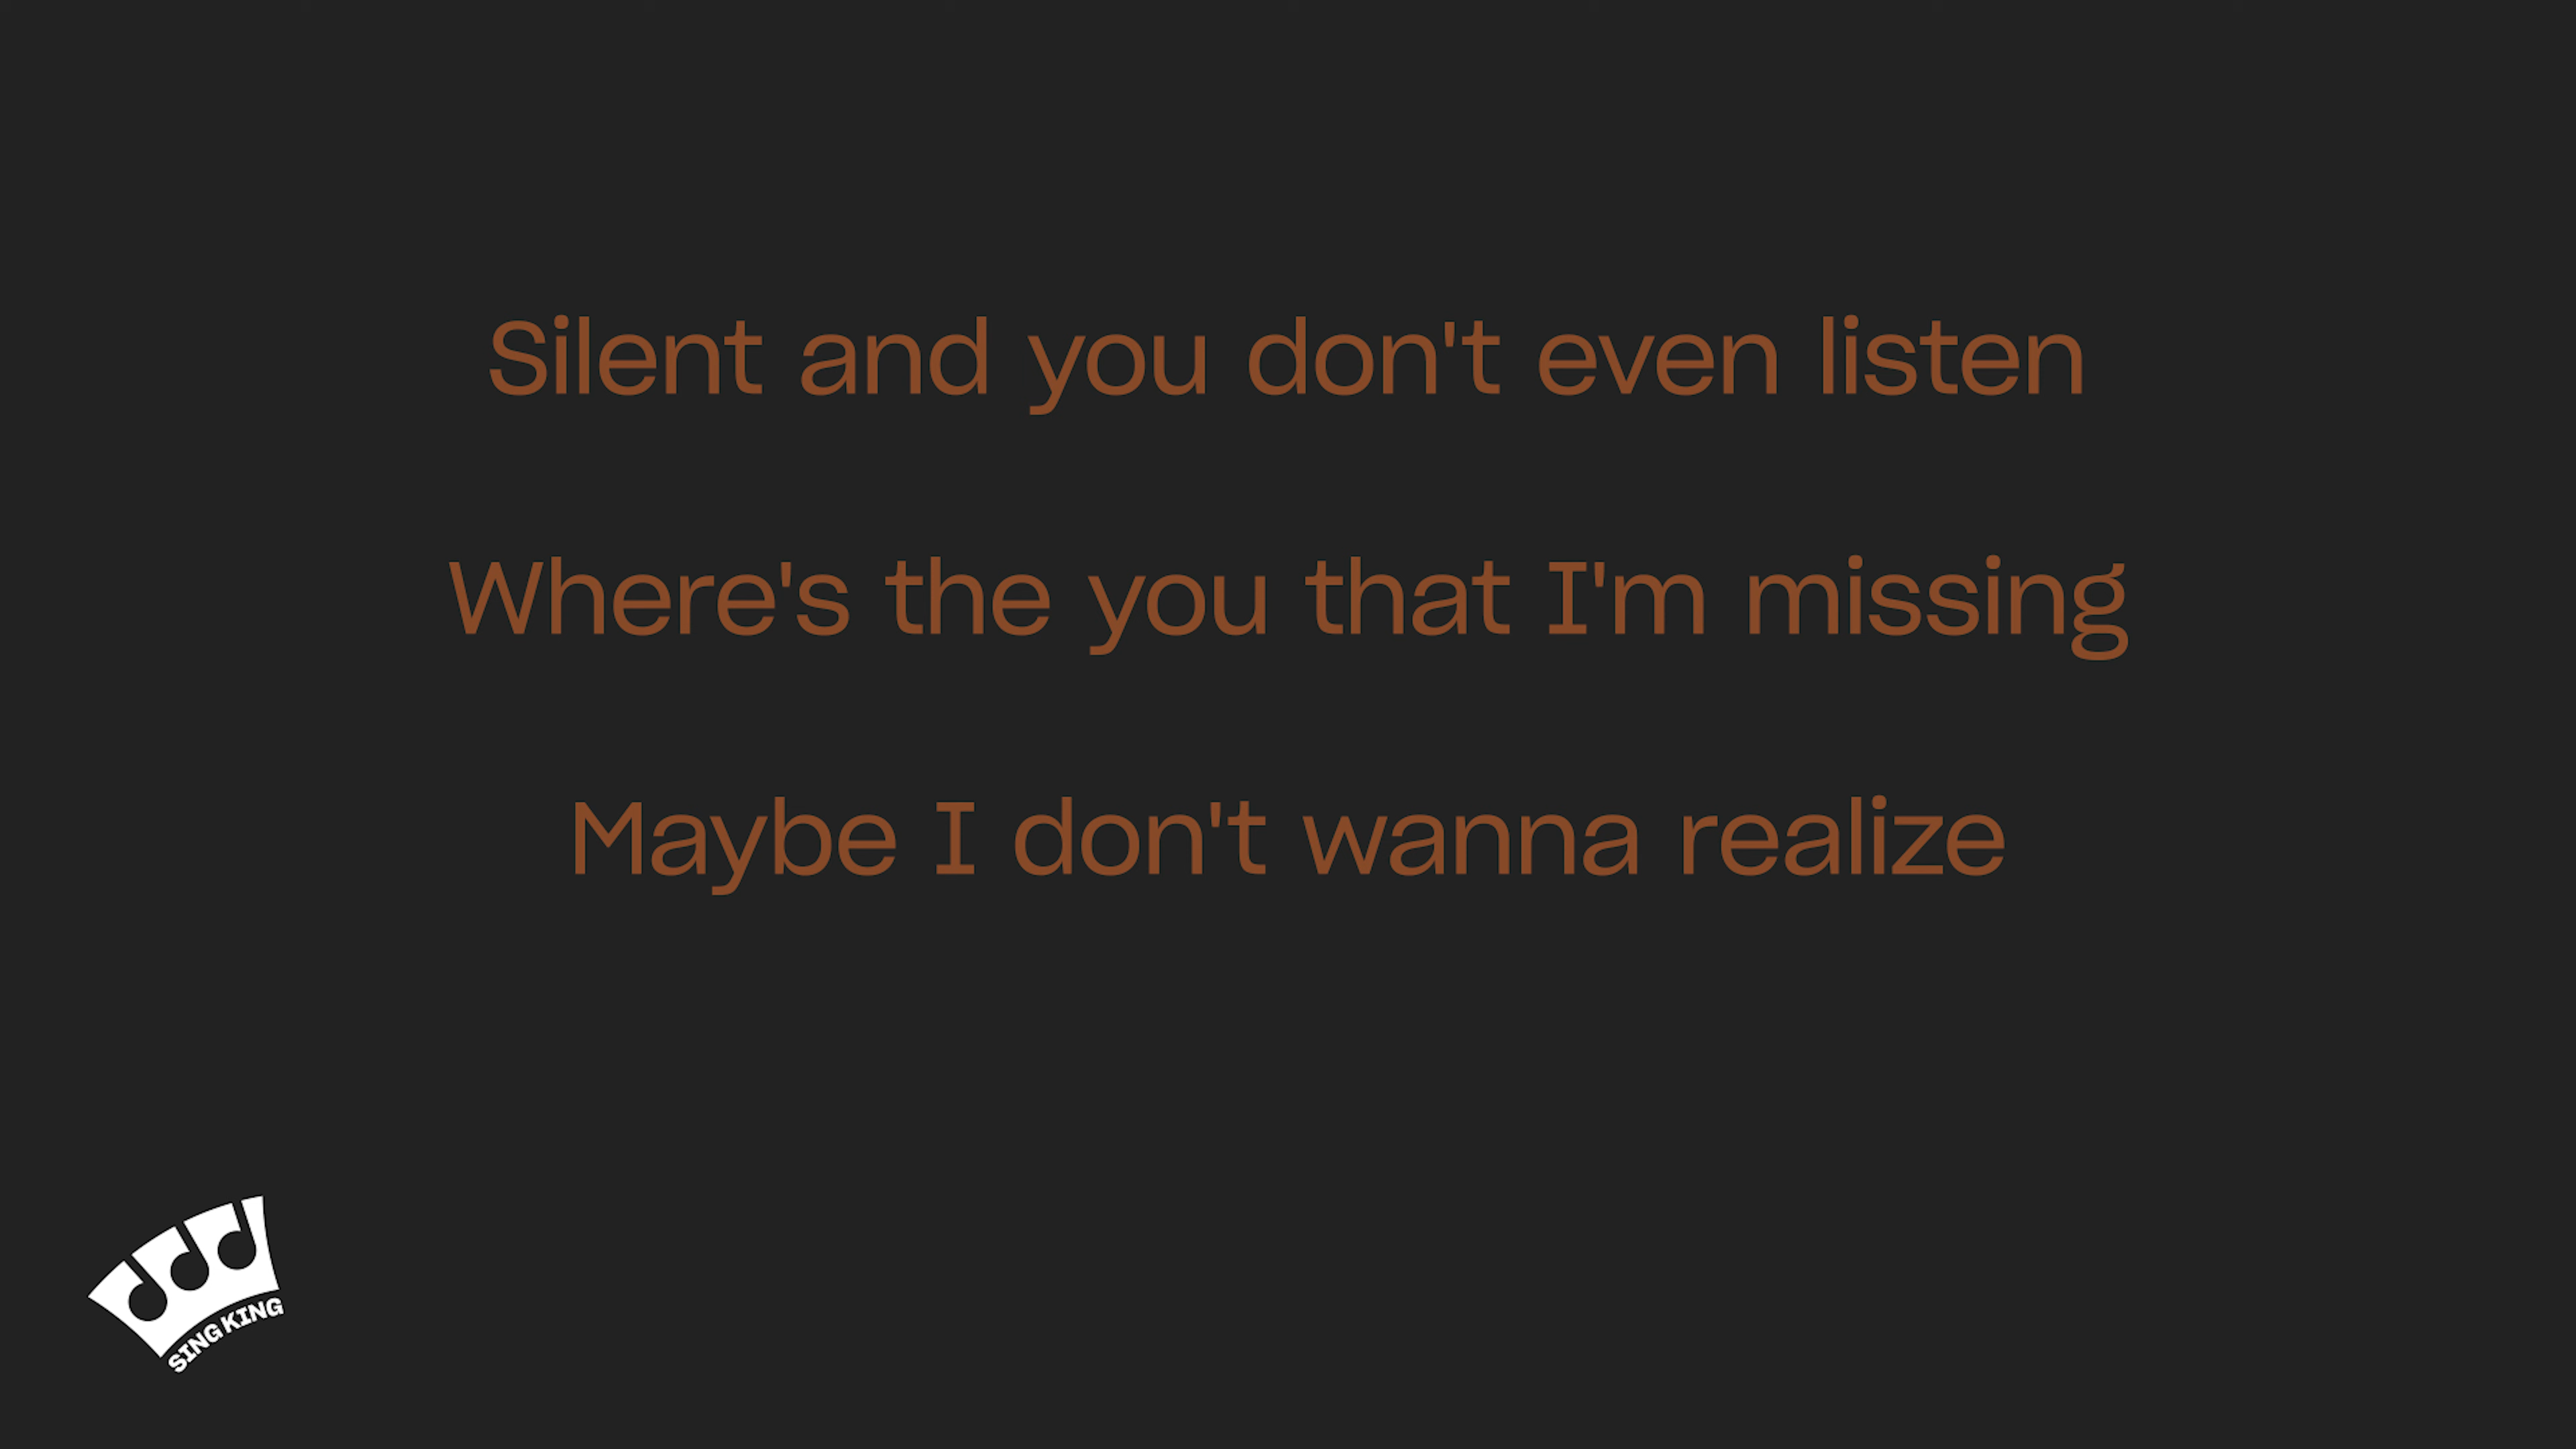 Silent and you don't even listen
Where's the you that I'm missing
Maybe I don't wanna realize
SING KING